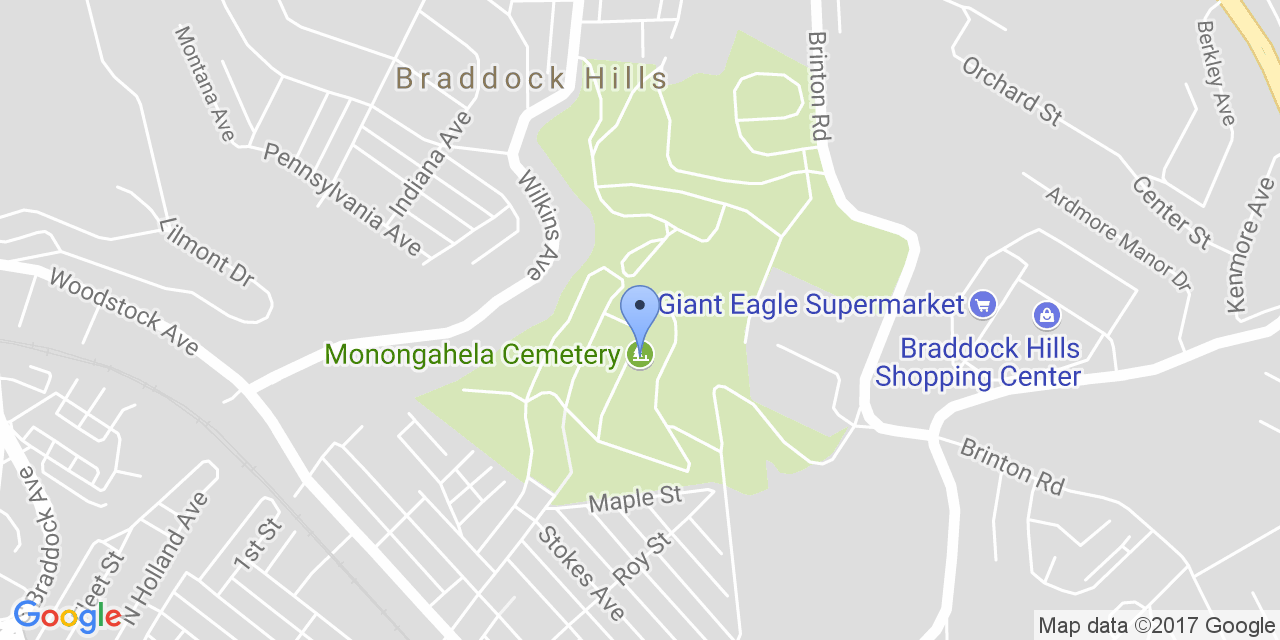 Braddock Hills
Brinton Rd
Berkley Ave
Montana Ave
Orchard St
Indiana Ave
Pennsylvania Ave
Wilkins Ave
Center St
Ardmore Manor Dr
Kenmore Ave
Lilmont Dr
Woodstock Ave
Giant Eagle Supermarket
Monongahela Cemetery
Braddock Hills
Shopping Center
Brinton Rd
Braddock Ave
Maple St
N Holland Ave
1st St
Stokes Ave
Roy St
Fleet St
Google
Map data ©2017 Google